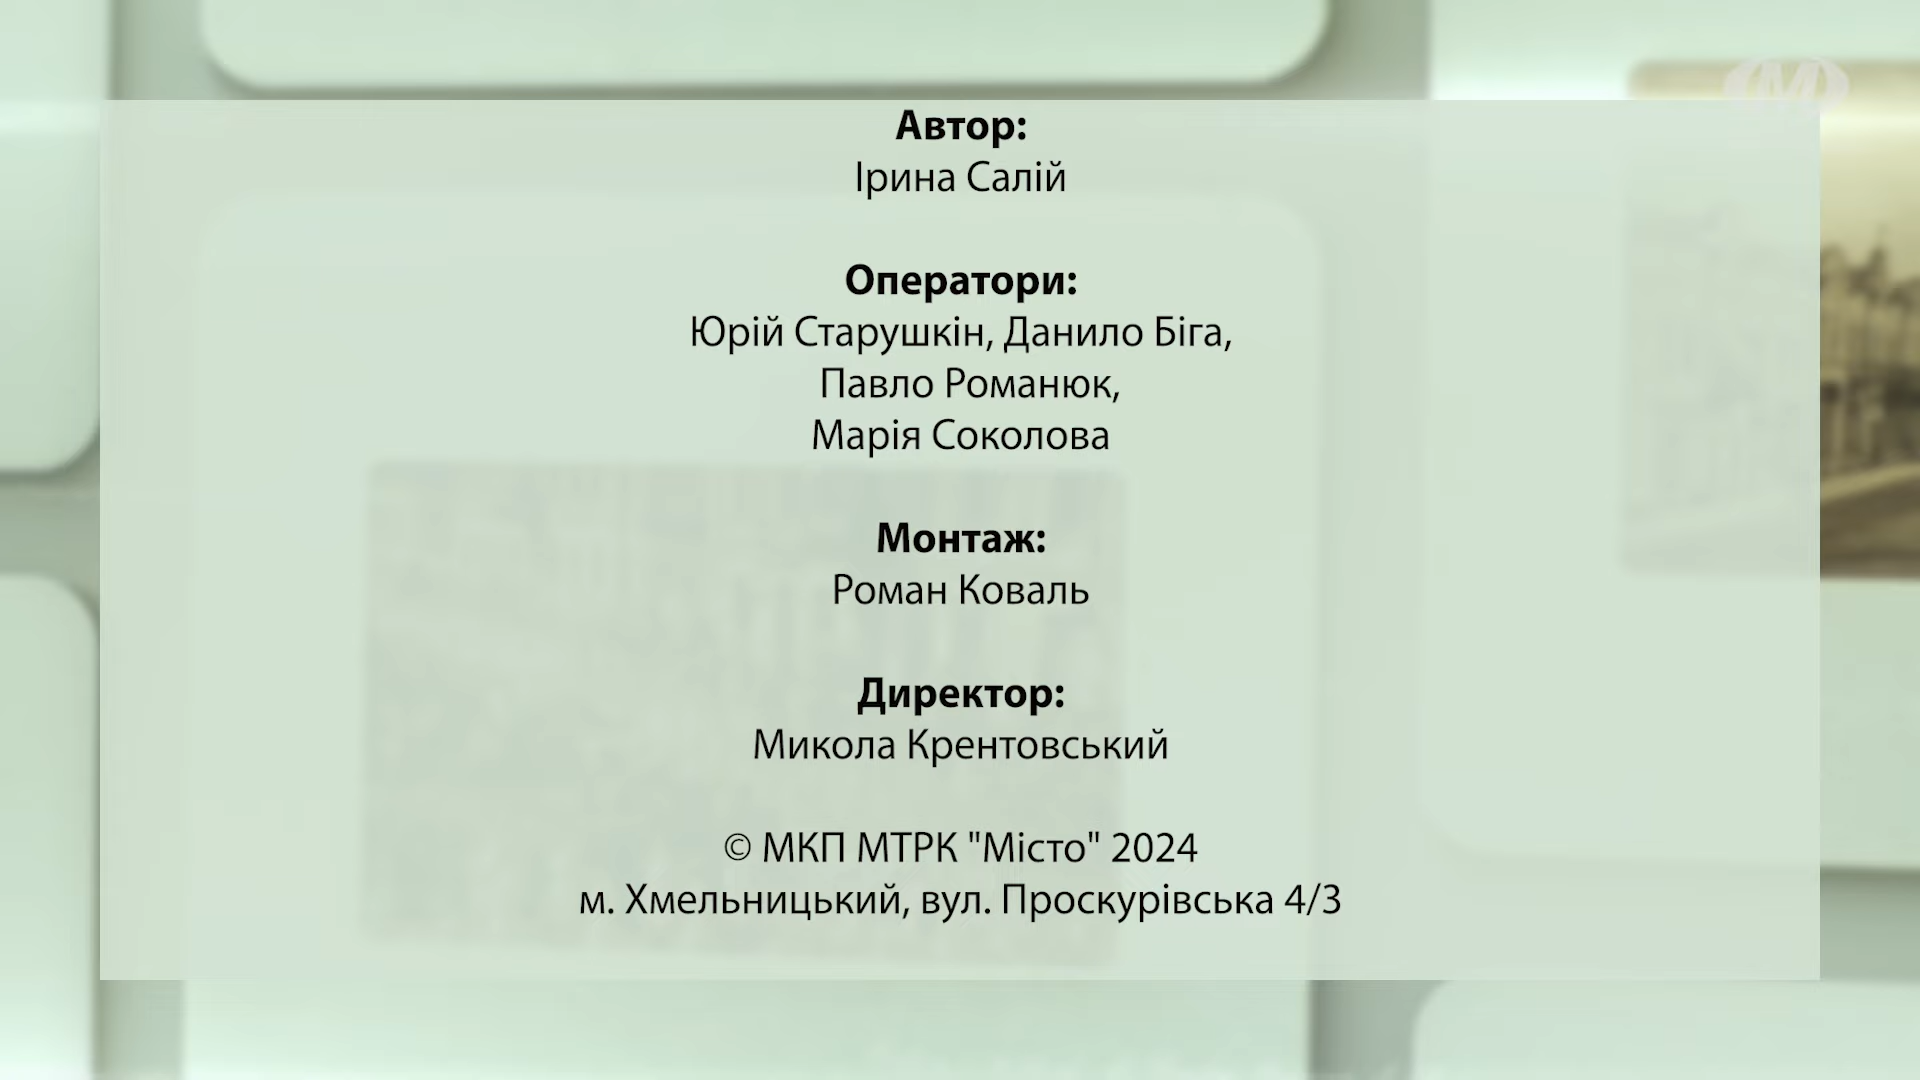 Автор:
Ірина Салій
Оператори:
Юрій Старушкін, Данило Біга,
Павло Романюк,
Марія Соколова
Монтаж:
Роман Коваль
Директор:
Микола Крентовський
© МКП МТРК "Місто" 2024
м. Хмельницький, вул. Проскурівська 4/3